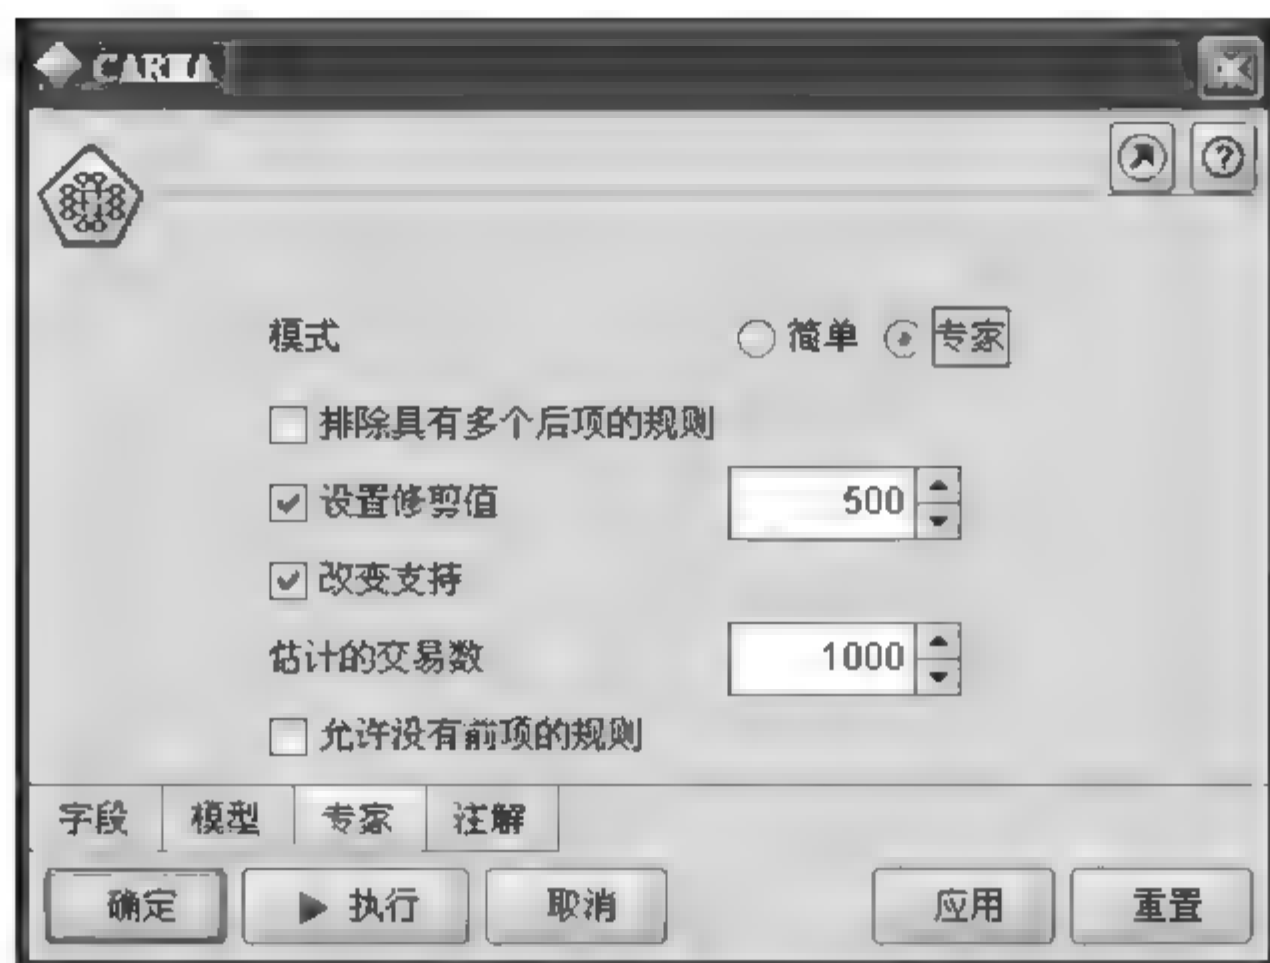 CARMA
模式 简单 专家
排除具有多个后项的规则
设置修剪值 500
改变支持
估计的交易数 1000
允许没有前项的规则
字段 模型 专家 注解
确定 执行 取消 应用 重置